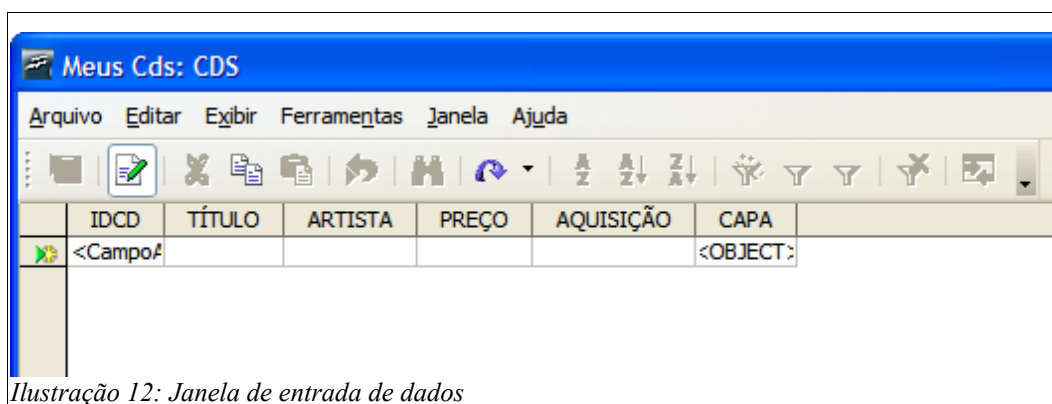 Meus Cds: CDS
Arquivo Editar Exibir Ferramentas Janela Ajuda
IDCD TÍTULO ARTISTA PREÇO AQUISIÇÃO CAPA
<CampoA <OBJECT>
Ilustração 12: Janela de entrada de dados